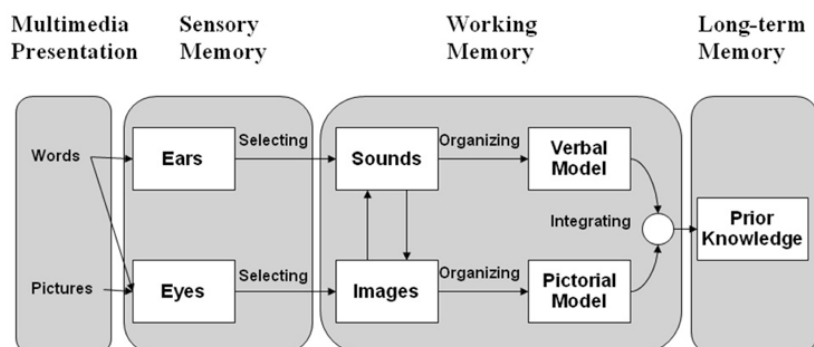 Multimedia
Presentation
Sensory
Memory
Working
Memory
Long-term
Memory
Words
Ears
Selecting
Sounds
Organizing
Verbal
Model
Integrating
Prior
Knowledge
Pictures
Eyes
Selecting
Images
Organizing
Pictorial
Model